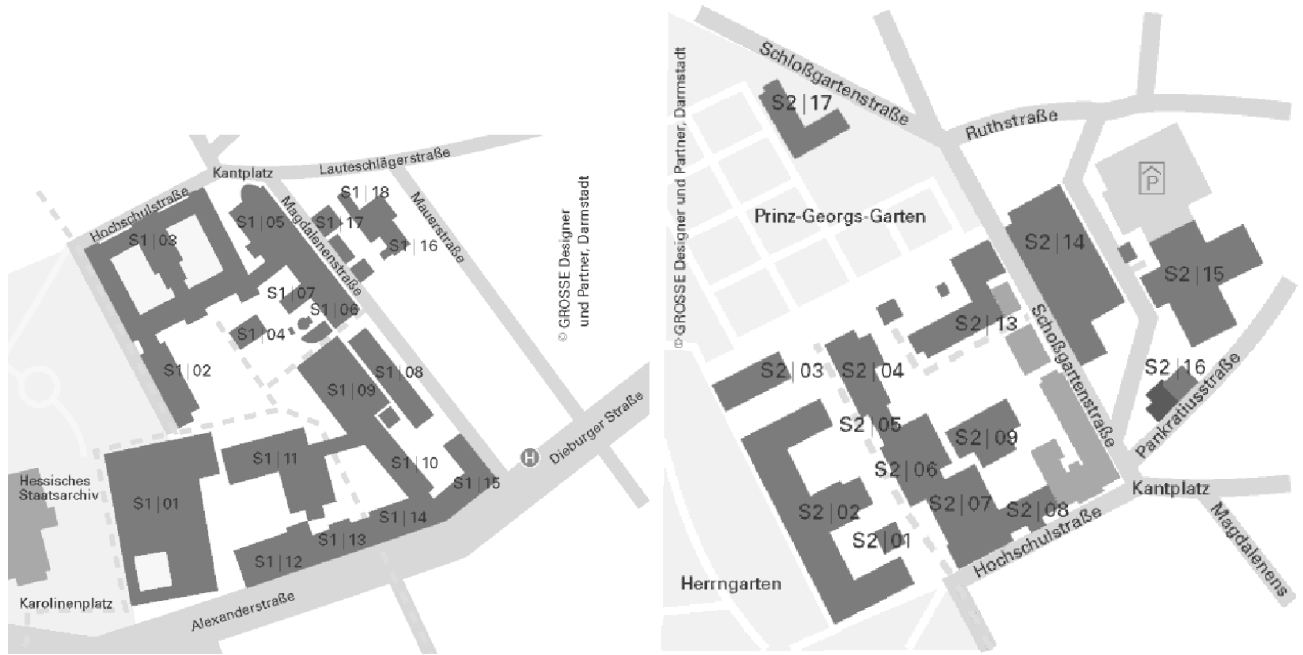 Kantplatz
Lauteschlägerstraße
Hochschulstraße
S1|03
S1|05
S1|18
S1|17
S1|16
Magdalenenstraße
Mauerstraße
S1|07
S1|06
S1|04
S1|02
S1|08
S1|09
S1|11
S1|10
S1|15
S1|01
S1|14
S1|13
S1|12
Hessisches
Staatsarchiv
Karolinenplatz
Alexanderstraße
H
Dieburger Straße
© GROSSE Designer
und Partner, Darmstadt
© GROSSE Designer und Partner, Darmstadt
Schloßgartenstraße
S2|17
Ruthstraße
P
Prinz-Georgs-Garten
S2|14
S2|15
S2|13
Schoßgartenstraße
S2|03
S2|04
S2|16
Pankratiusstraße
S2|05
S2|09
S2|06
S2|02
S2|07
S2|08
S2|01
Kantplatz
Hochschulstraße
Magdalenens
Herrngarten